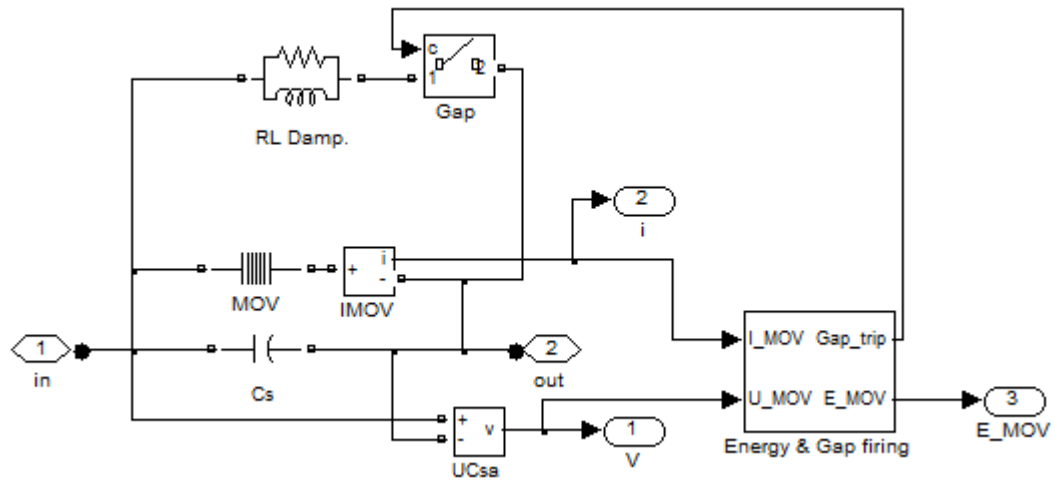 c
1
2
Gap
RL Damp.
2
i
i
+
-
MOV
IMOV
1
in
2
out
Cs
I_MOV Gap_trip
U_MOV E_MOV
Energy & Gap firing
3
E_MOV
+
-
v
UCsa
1
V